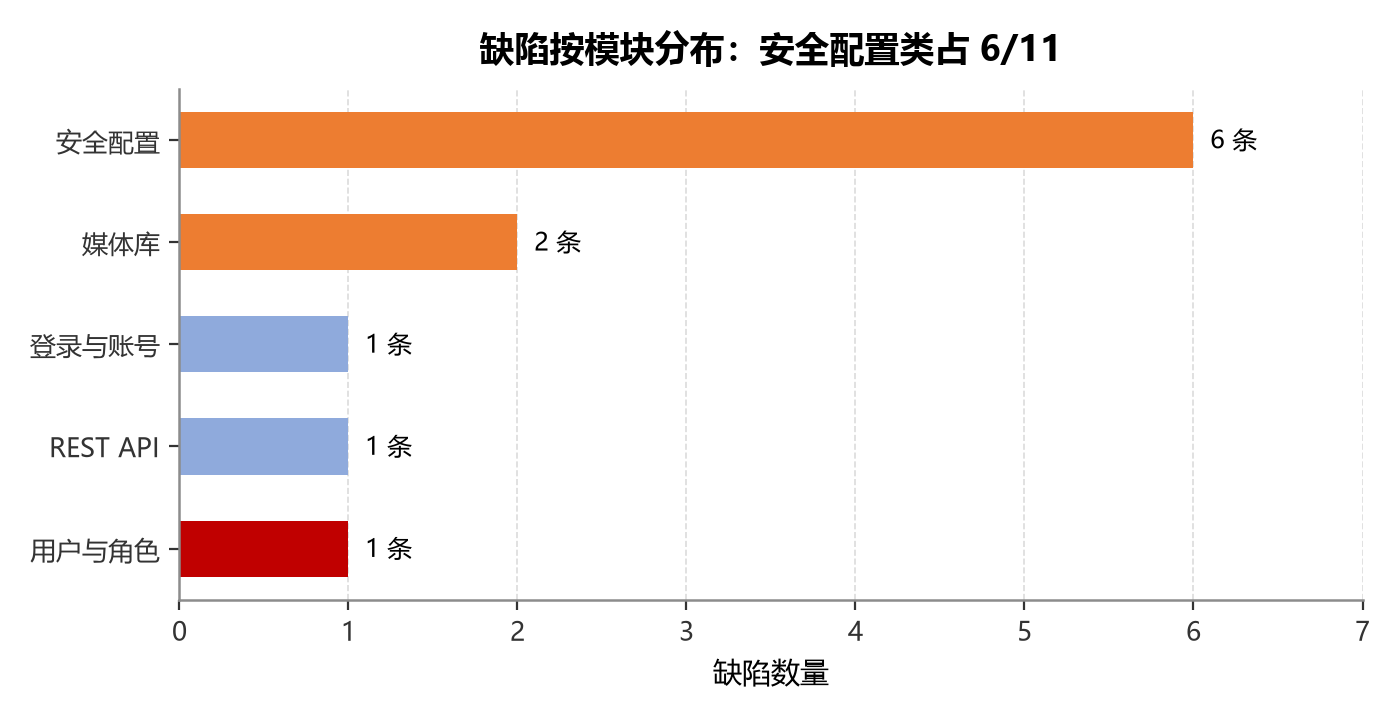 缺陷按模块分布：安全配置类占 6/11
安全配置
6 条
媒体库
2 条
登录与账号
1 条
REST API
1 条
用户与角色
1 条
0 1 2 3 4 5 6 7
缺陷数量